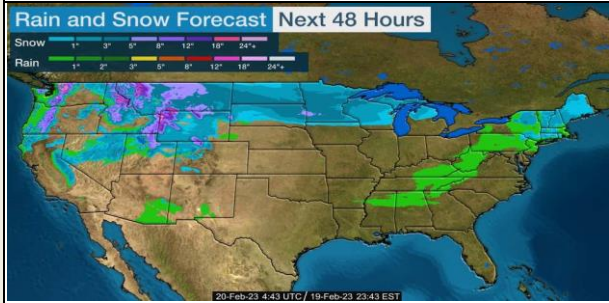 Rain and Snow Forecast Next 48 Hours
Snow
1" 3" 5" 8" 12" 18" 24"+
Rain
1" 2" 3" 5" 8" 12" 18" 24"+
20-Feb-23 4:43 UTC / 19-Feb-23 23:43 EST